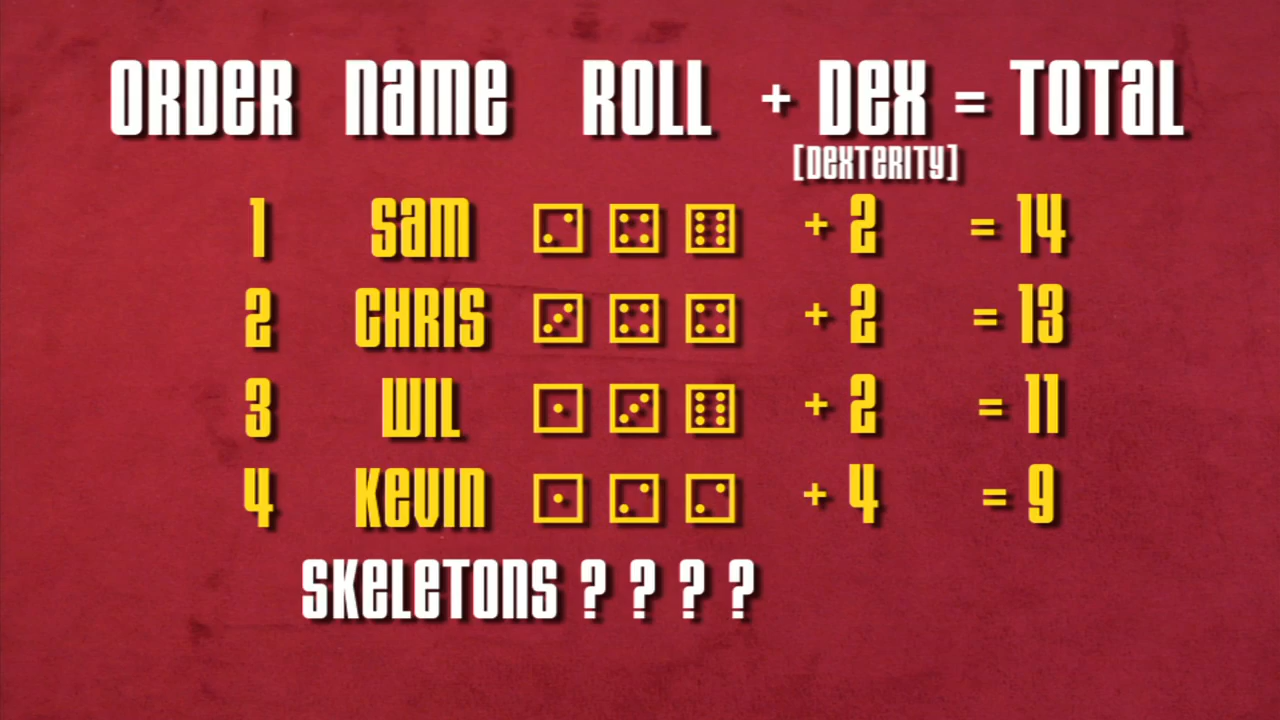 ORDER NAME ROLL + DEX = TOTAL
[DEXTERITY]
1 SAM ⚁ ⚃ ⚅ + 2 = 14
2 CHRIS ⚂ ⚃ ⚃ + 2 = 13
3 WIL ⚀ ⚂ ⚅ + 2 = 11
4 KEVIN ⚀ ⚁ ⚁ + 4 = 9
SKELETONS ? ? ? ?